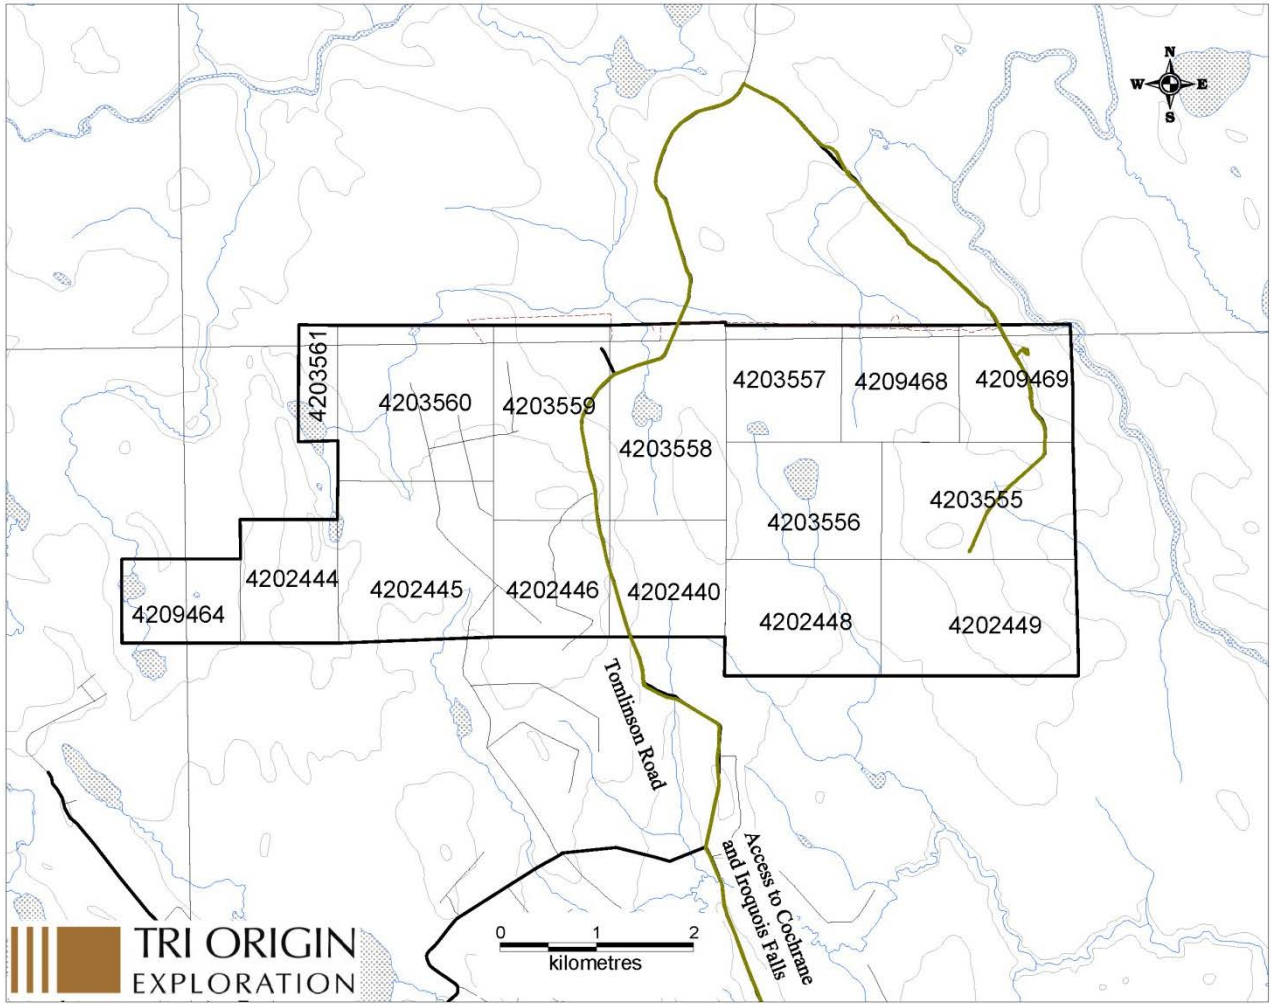 N
W E
S
4203561
4203560
4203559
4203558
4203557
4209468
4209469
4203556
4203555
4209464
4202444
4202445
4202446
4202440
4202448
4202449
Tomlinson Road
Access to Cochrane
and Iroquois Falls
0 1 2
kilometres
TRI ORIGIN
EXPLORATION